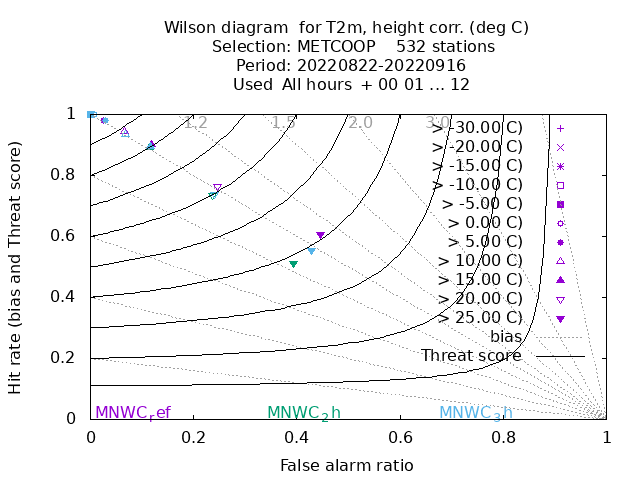 Wilson diagram  for T2m, height corr. (deg C)
Selection: METCOOP    532 stations
Period: 20220822-20220916
Used  All hours  + 00 01 ... 12
Hit rate (bias and Threat score)
1
0.8
0.6
0.4
0.2
0
1.2
1.5
2.0
3.0
> -30.00 C)
> -20.00 C)
> -15.00 C)
> -10.00 C)
> -5.00 C)
> 0.00 C)
> 5.00 C)
> 10.00 C)
> 15.00 C)
> 20.00 C)
> 25.00 C)
bias
Threat score
MNWCref
MNWC2h
MNWC3h
0
0.2
0.4
0.6
0.8
1
False alarm ratio